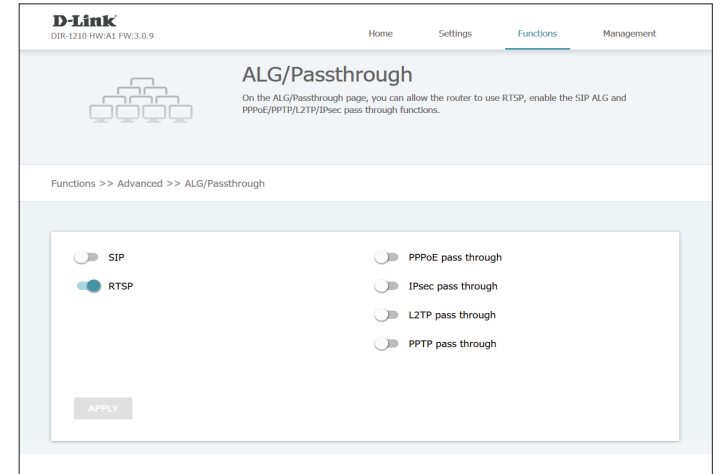 D-Link
DIR-1210 HW:A1 FW:3.0.9
Home Settings Functions Management
ALG/Passthrough
On the ALG/Passthrough page, you can allow the router to use RTSP, enable the SIP ALG and
PPPoE/PPTP/L2TP/IPsec pass through functions.
Functions >> Advanced >> ALG/Passthrough
SIP
RTSP
PPPoE pass through
IPsec pass through
L2TP pass through
PPTP pass through
APPLY